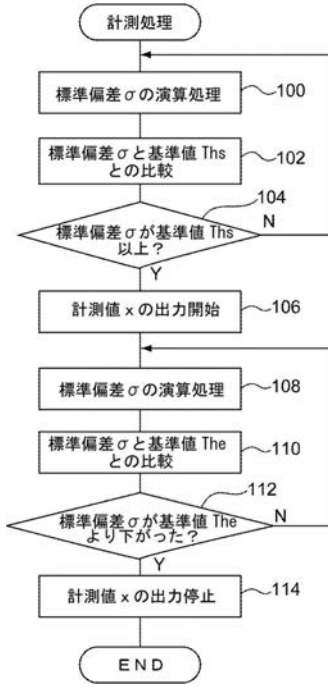 計測処理
標準偏差σの演算処理
100
標準偏差σと基準値 Ths
との比較
102
104
標準偏差σが基準値 Ths
以上？
N
Y
計測値 x の出力開始
106
標準偏差σの演算処理
108
標準偏差σと基準値 The
との比較
110
112
標準偏差σが基準値 The
より下がった？
N
Y
計測値 x の出力停止
114
END